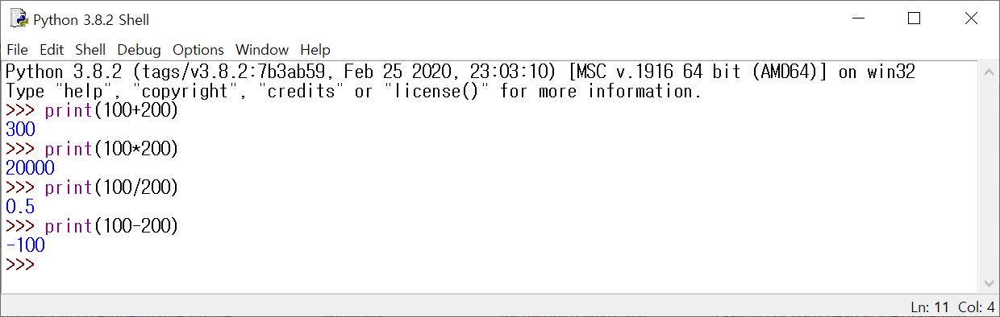 Python 3.8.2 Shell
File Edit Shell Debug Options Window Help
Python 3.8.2 (tags/v3.8.2:7b3ab59, Feb 25 2020, 23:03:10) [MSC v.1916 64 bit (AMD64)] on win32
Type "help", "copyright", "credits" or "license()" for more information.
>>> print(100+200)
300
>>> print(100*200)
20000
>>> print(100/200)
0.5
>>> print(100-200)
-100
>>>
Ln: 11 Col: 4